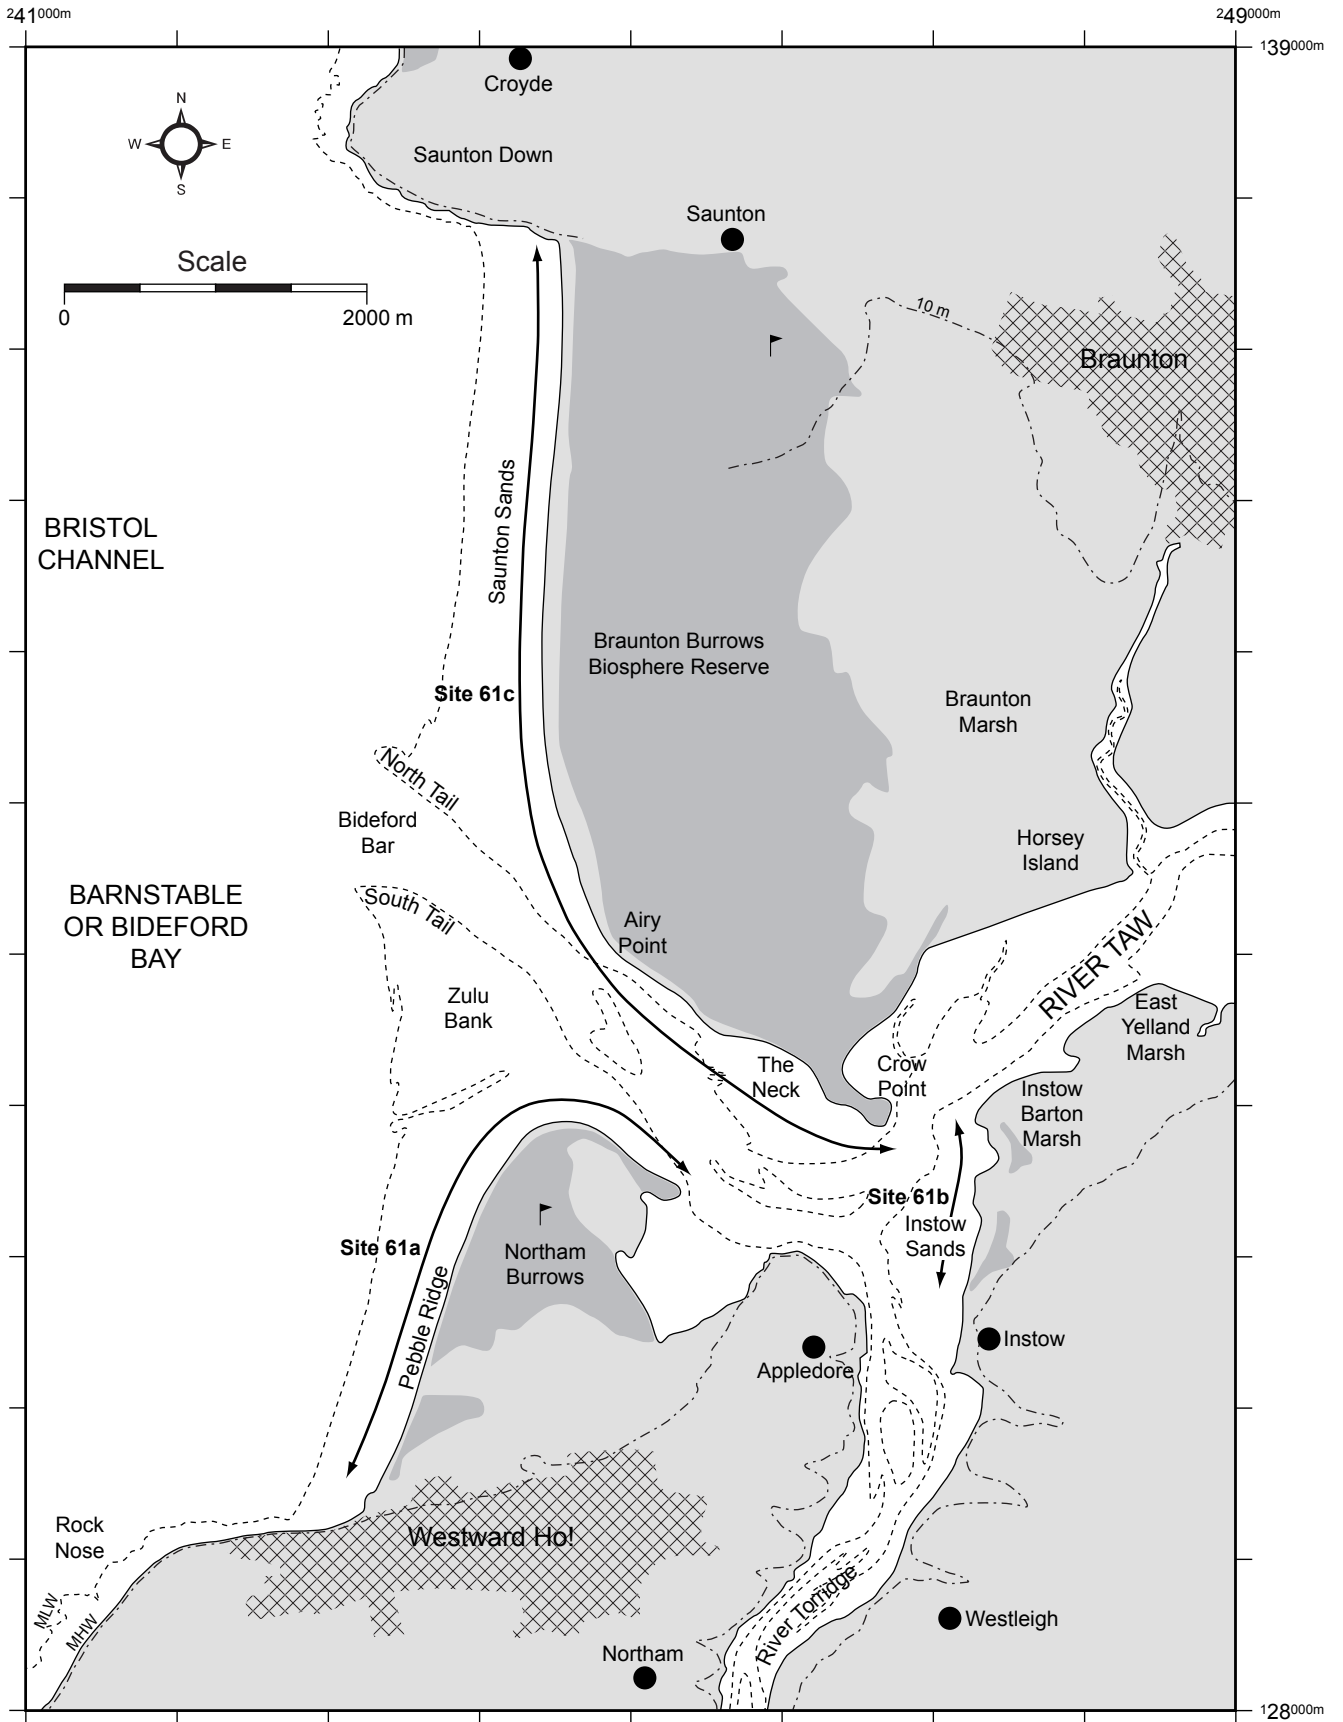 241000m
249000m
139000m
Croyde
N
W
E
S
Saunton Down
Saunton
Scale
0
2000 m
10 m
Braunton
BRISTOL
CHANNEL
Saunton Sands
Braunton Burrows
Biosphere Reserve
Site 61c
Braunton
Marsh
North Tail
Bideford
Bar
Horsey
Island
BARNSTABLE
OR BIDEFORD
BAY
South Tail
Airy
Point
RIVER TAW
Zulu
Bank
East
Yelland
Marsh
The
Neck
Crow
Point
Instow
Barton
Marsh
Site 61b
Instow
Sands
Site 61a
Northam
Burrows
Pebble Ridge
Instow
Appledore
Rock
Nose
Westward Ho!
MLW
MHW
River Torridge
Westleigh
Northam
128000m